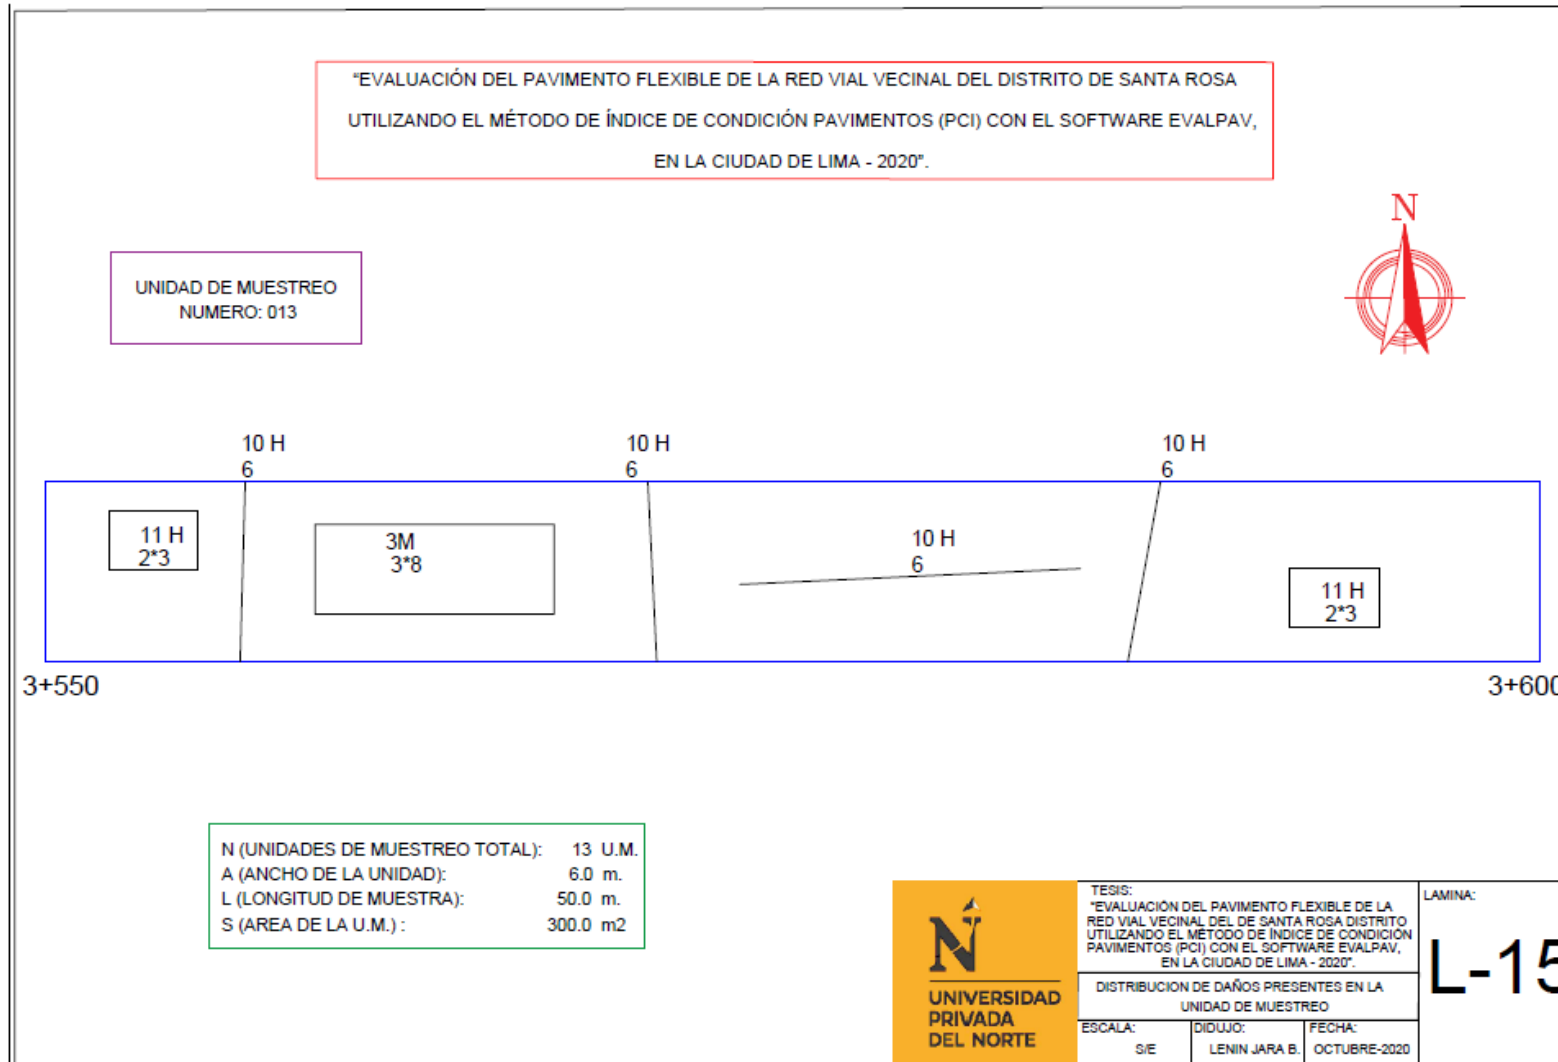 "EVALUACIÓN DEL PAVIMENTO FLEXIBLE DE LA RED VIAL VECINAL DEL DISTRITO DE SANTA ROSA
UTILIZANDO EL MÉTODO DE ÍNDICE DE CONDICIÓN PAVIMENTOS (PCI) CON EL SOFTWARE EVALPAV,
EN LA CIUDAD DE LIMA - 2020".
N
UNIDAD DE MUESTREO
NUMERO: 013
10 H
6
10 H
6
10 H
6
11 H
2*3
3M
3*8
10 H
6
11 H
2*3
3+550
3+600
N (UNIDADES DE MUESTREO TOTAL): 13 U.M.
A (ANCHO DE LA UNIDAD): 6.0 m.
L (LONGITUD DE MUESTRA): 50.0 m.
S (AREA DE LA U.M.) : 300.0 m2
N
UNIVERSIDAD
PRIVADA
DEL NORTE
TESIS:
"EVALUACIÓN DEL PAVIMENTO FLEXIBLE DE LA
RED VIAL VECINAL DEL DE SANTA ROSA DISTRITO
UTILIZANDO EL MÉTODO DE ÍNDICE DE CONDICIÓN
PAVIMENTOS (PCI) CON EL SOFTWARE EVALPAV,
EN LA CIUDAD DE LIMA - 2020".
DISTRIBUCION DE DAÑOS PRESENTES EN LA
UNIDAD DE MUESTREO
ESCALA:
S/E
DIDUJO:
LENIN JARA B.
FECHA:
OCTUBRE-2020
LAMINA:
L-15